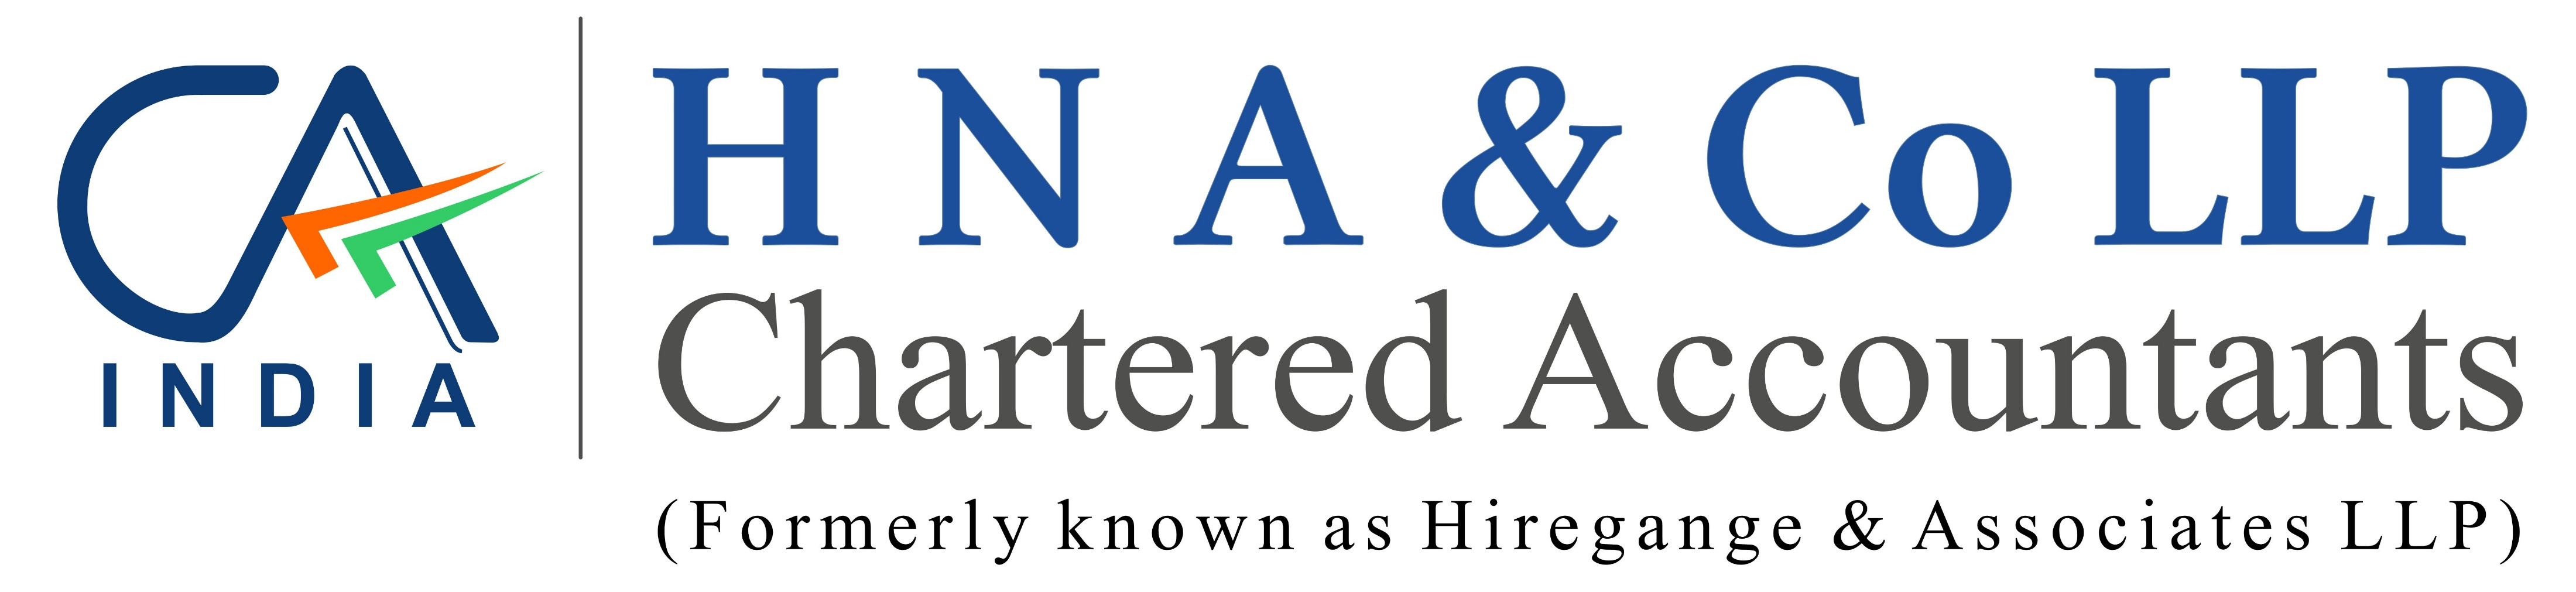 CA
INDIA
H N A & Co LLP
Chartered Accountants
(Formerly known as Hiregange & Associates LLP)